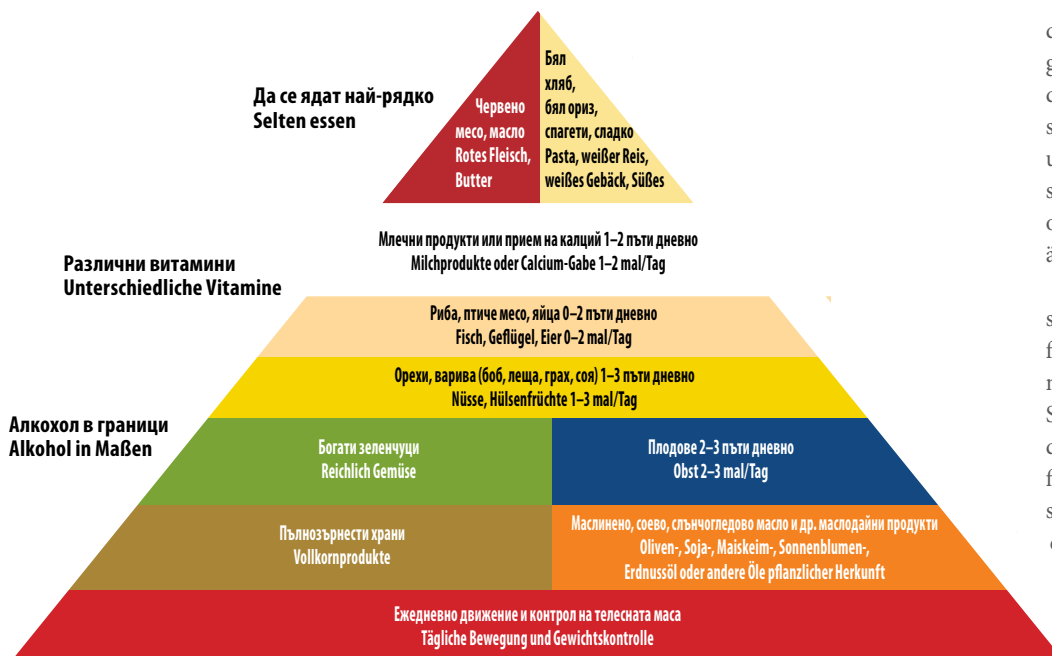 Да се ядат най-рядко
Selten essen
Червено
месо, масло
Rotes Fleisch,
Butter
Бял
хляб,
бял ориз,
спагети, сладко
Pasta, weißer Reis,
weißes Gebäck, Süßes
Млечни продукти или прием на калций 1–2 пъти дневно
Milchprodukte oder Calcium-Gabe 1–2 mal/Tag
Различни витамини
Unterschiedliche Vitamine
Риба, птиче месо, яйца 0–2 пъти дневно
Fisch, Geflügel, Eier 0–2 mal/Tag
Орехи, варива (боб, леща, грах, соя) 1–3 пъти дневно
Nüsse, Hülsenfrüchte 1–3 mal/Tag
Алкохол в граници
Alkohol in Maßen
Богати зеленчуци
Reichlich Gemüse
Плодове 2–3 пъти дневно
Obst 2–3 mal/Tag
Пълнозърнести храни
Vollkornprodukte
Маслинено, соево, слънчогледово масло и др. маслодайни продукти
Oliven-, Soja-, Maiskeim-, Sonnenblumen-,
Erdnussöl oder andere Öle pflanzlicher Herkunft
Ежедневно движение и контрол на телесната маса
Tägliche Bewegung und Gewichtskontrolle